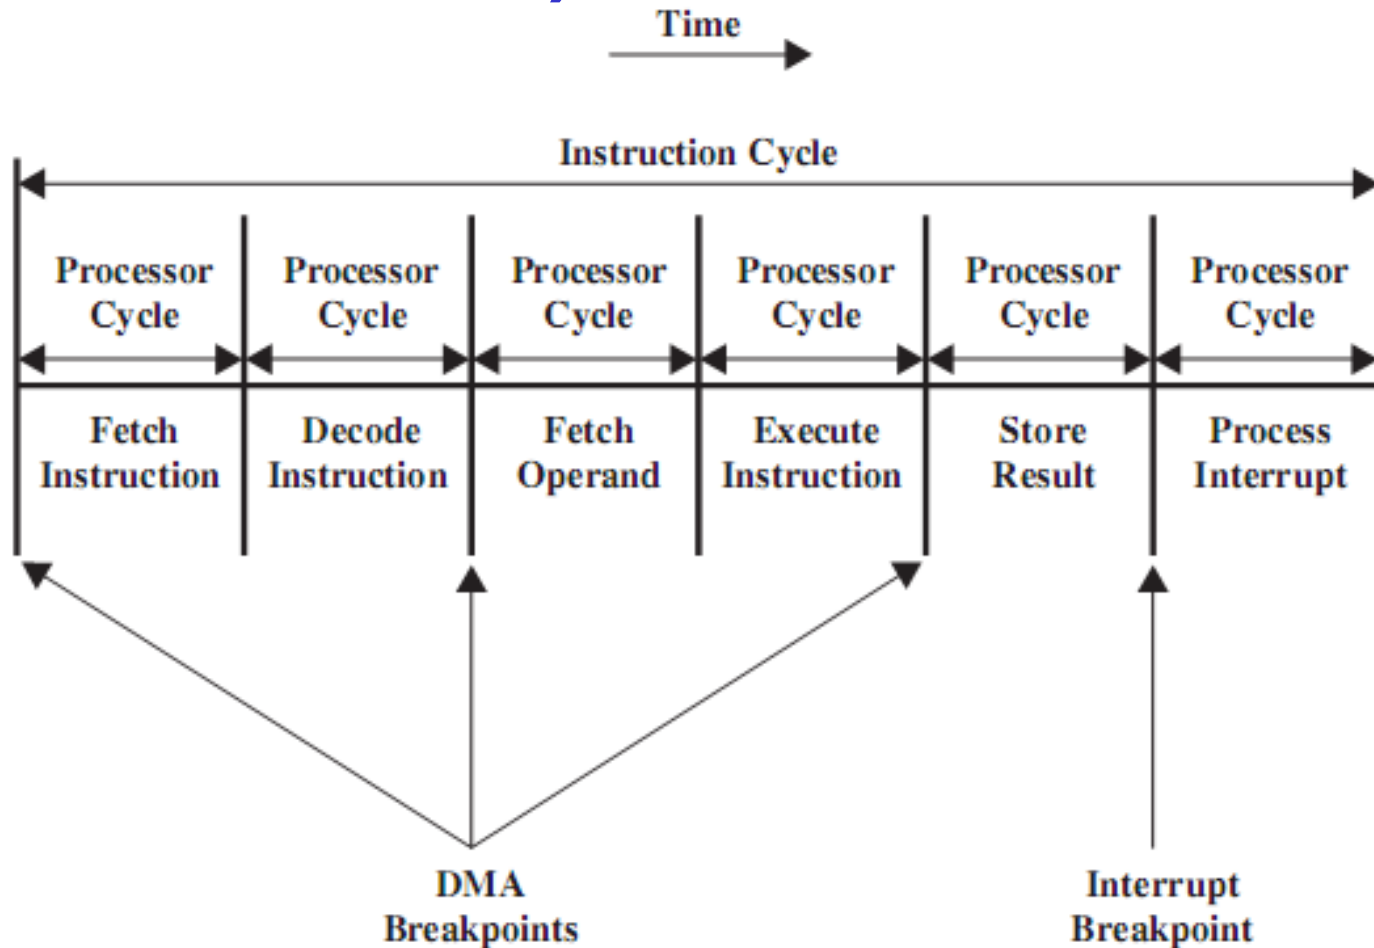 Time
Instruction Cycle
Processor Processor Processor Processor Processor Processor
Cycle Cycle Cycle Cycle Cycle Cycle
Fetch Decode Fetch Execute Store Process
Instruction Instruction Operand Instruction Result Interrupt
DMA Interrupt
Breakpoints Breakpoint